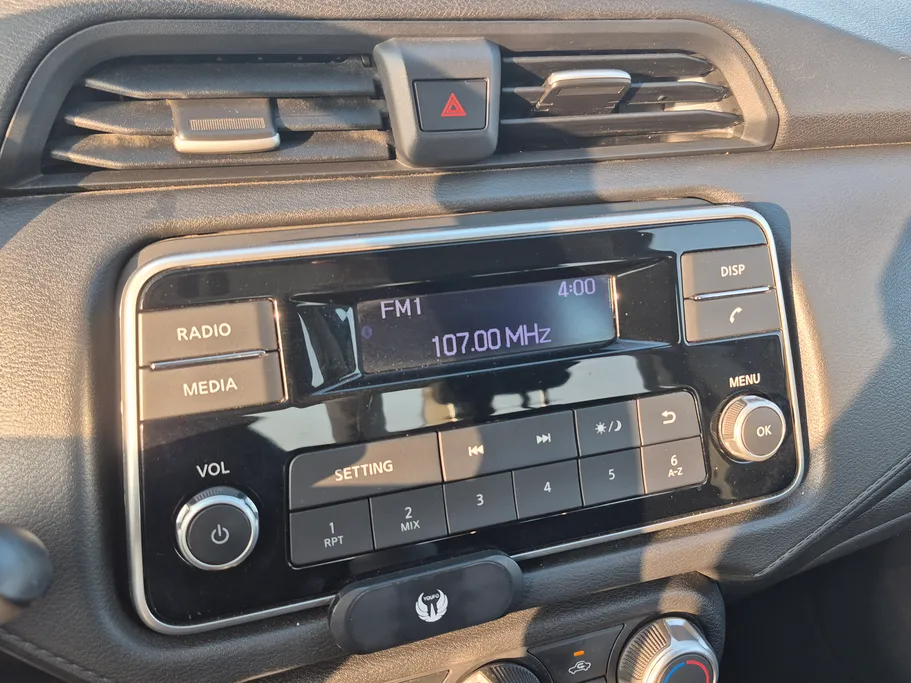 4:00
FM1
107.00 MHz
DISP
RADIO
MEDIA
MENU
OK
SETTING
VOL
1
RPT
2
MIX
3
4
5
6
A-Z
YOUFO